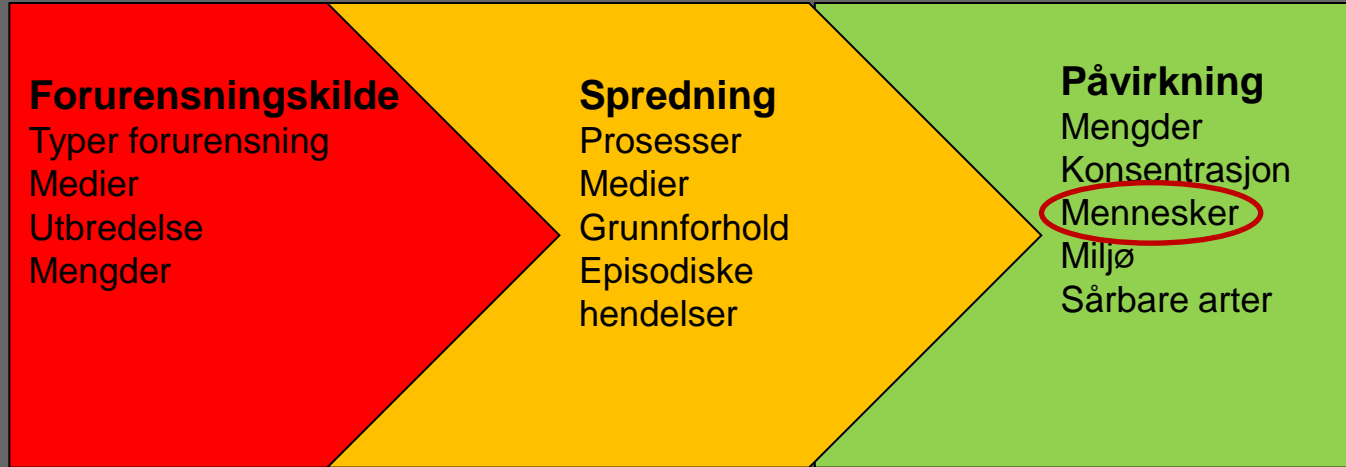 Forurensningskilde
Typer forurensning
Medier
Utbredelse
Mengder
Spredning
Prosesser
Medier
Grunnforhold
Episodiske
hendelser
Påvirkning
Mengder
Konsentrasjon
Mennesker
Miljø
Sårbare arter